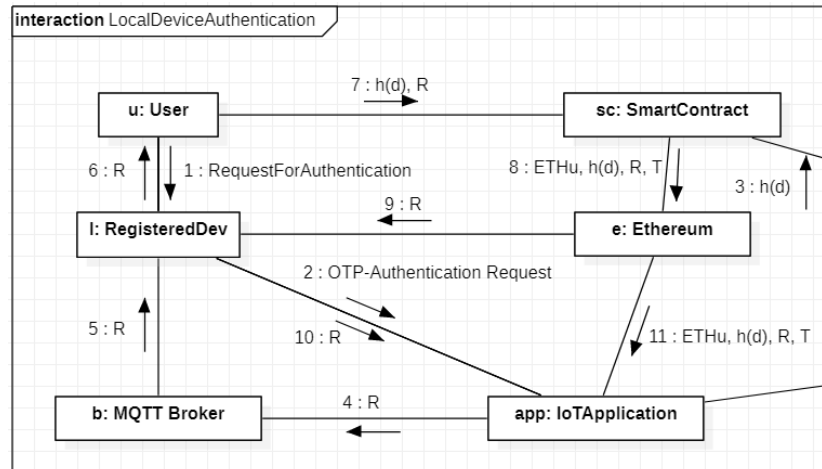 interaction LocalDeviceAuthentication
7 : h(d), R
u: User
sc: SmartContract
6 : R
1 : RequestForAuthentication
8 : ETHu, h(d), R, T
3 : h(d)
9 : R
l: RegisteredDev
e: Ethereum
2 : OTP-Authentication Request
5 : R
10 : R
11 : ETHu, h(d), R, T
4 : R
b: MQTT Broker
app: IoTApplication